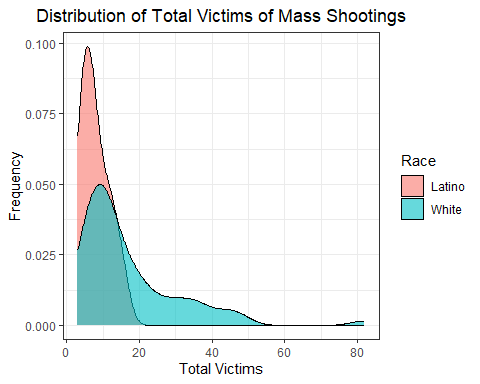 Distribution of Total Victims of Mass Shootings
0.100
0.075
0.050
0.025
0.000
Frequency
0
20
40
60
80
Total Victims
Race
Latino
White